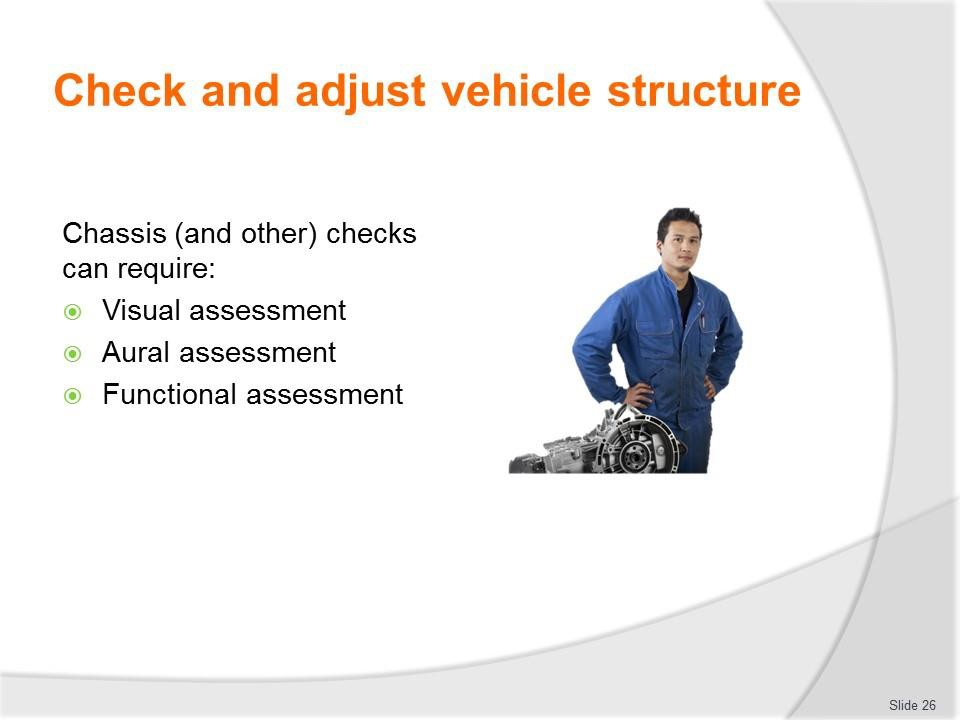 Check and adjust vehicle structure
Chassis (and other) checks
can require:
Visual assessment
Aural assessment
Functional assessment
Slide 26